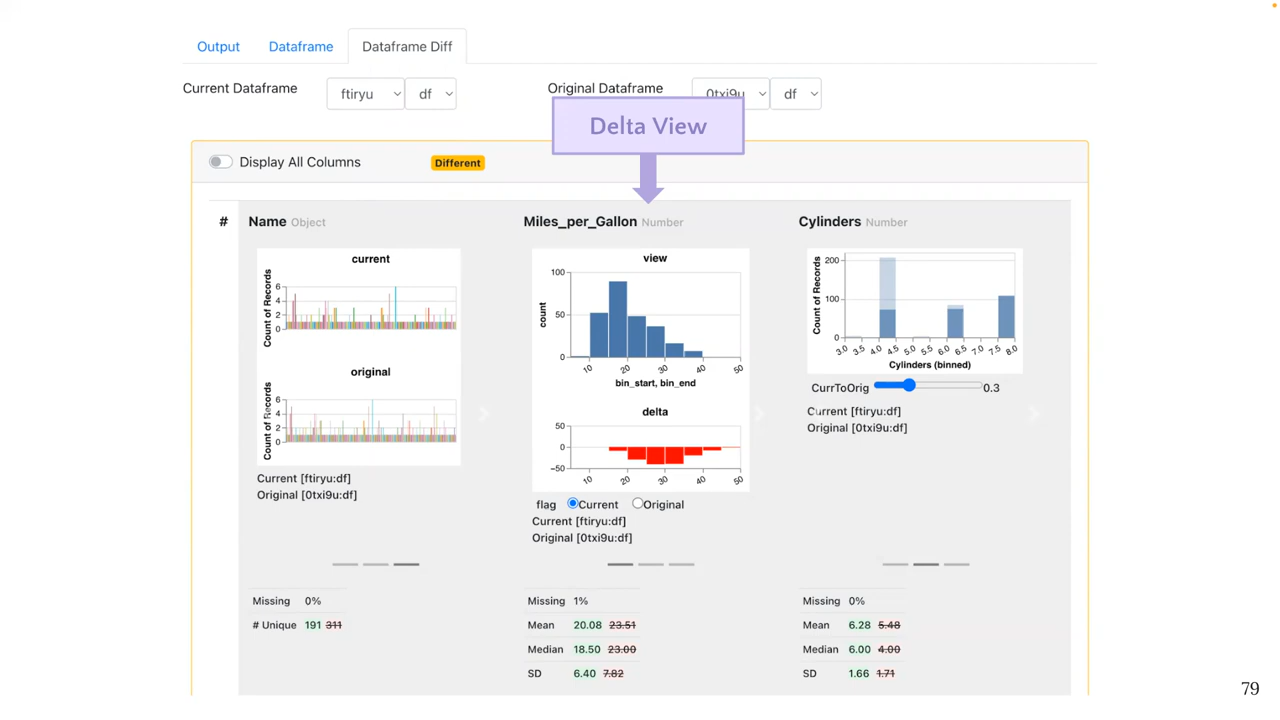 Output Dataframe Dataframe Diff
Current Dataframe ftiryu df Original Dataframe 0txi9u df
Delta View
Display All Columns Different
# Name Object Miles_per_Gallon Number Cylinders Number
current
Count of Records
6
4
2
0
original
Count of Records
6
4
2
0
Current [ftiryu:df]
Original [0txi9u:df]
view
count
100
50
0
10 20 30 40 50
bin_start, bin_end
delta
50
0
−50
10 20 30 40 50
flag Current Original
Current [ftiryu:df]
Original [0txi9u:df]
Count of Records
200
100
0
3.0 3.5 4.0 4.5 5.0 5.5 6.0 6.5 7.0 7.5 8.0
Cylinders (binned)
CurrToOrig 0.3
Current [ftiryu:df]
Original [0txi9u:df]
Missing 0%
# Unique 191 311
Missing 1%
Mean 20.08 23.51
Median 18.50 23.00
SD 6.40 7.82
Missing 0%
Mean 6.28 5.48
Median 6.00 4.00
SD 1.66 1.71
79